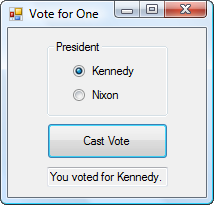 Vote for One
President
Kennedy
Nixon
Cast Vote
You voted for Kennedy.